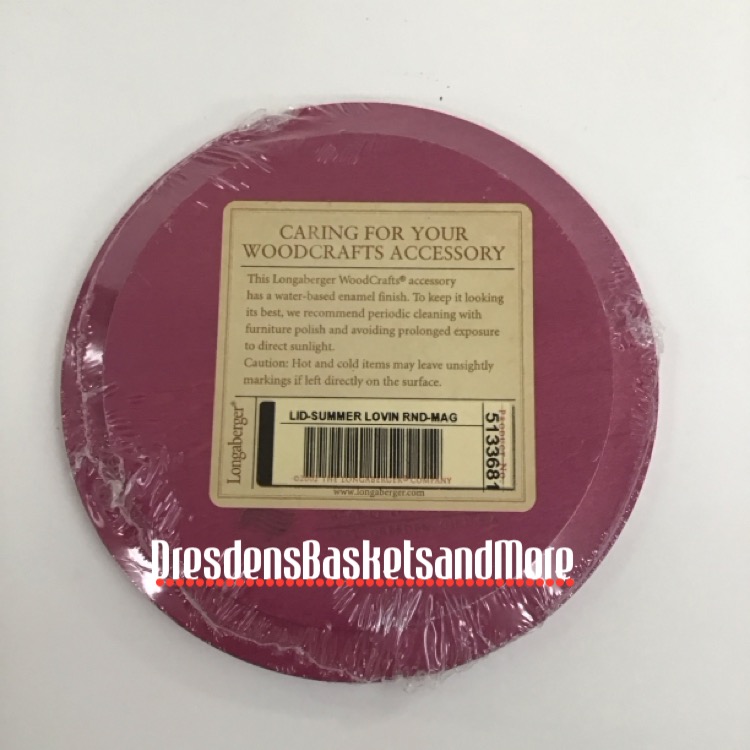 CARING FOR YOUR
WOODCRAFTS ACCESSORY
This Longaberger WoodCrafts® accessory
has a water-based enamel finish. To keep it looking
its best, we recommend periodic cleaning with
furniture polish and avoiding prolonged exposure
to direct sunlight.
Caution: Hot and cold items may leave unsightly
markings if left directly on the surface.
Longaberger®
LID-SUMMER LOVIN RND-MAG
5133681
THE LONGABERGER® COMPANY
www.longaberger.com
DresdensBasketsandMore